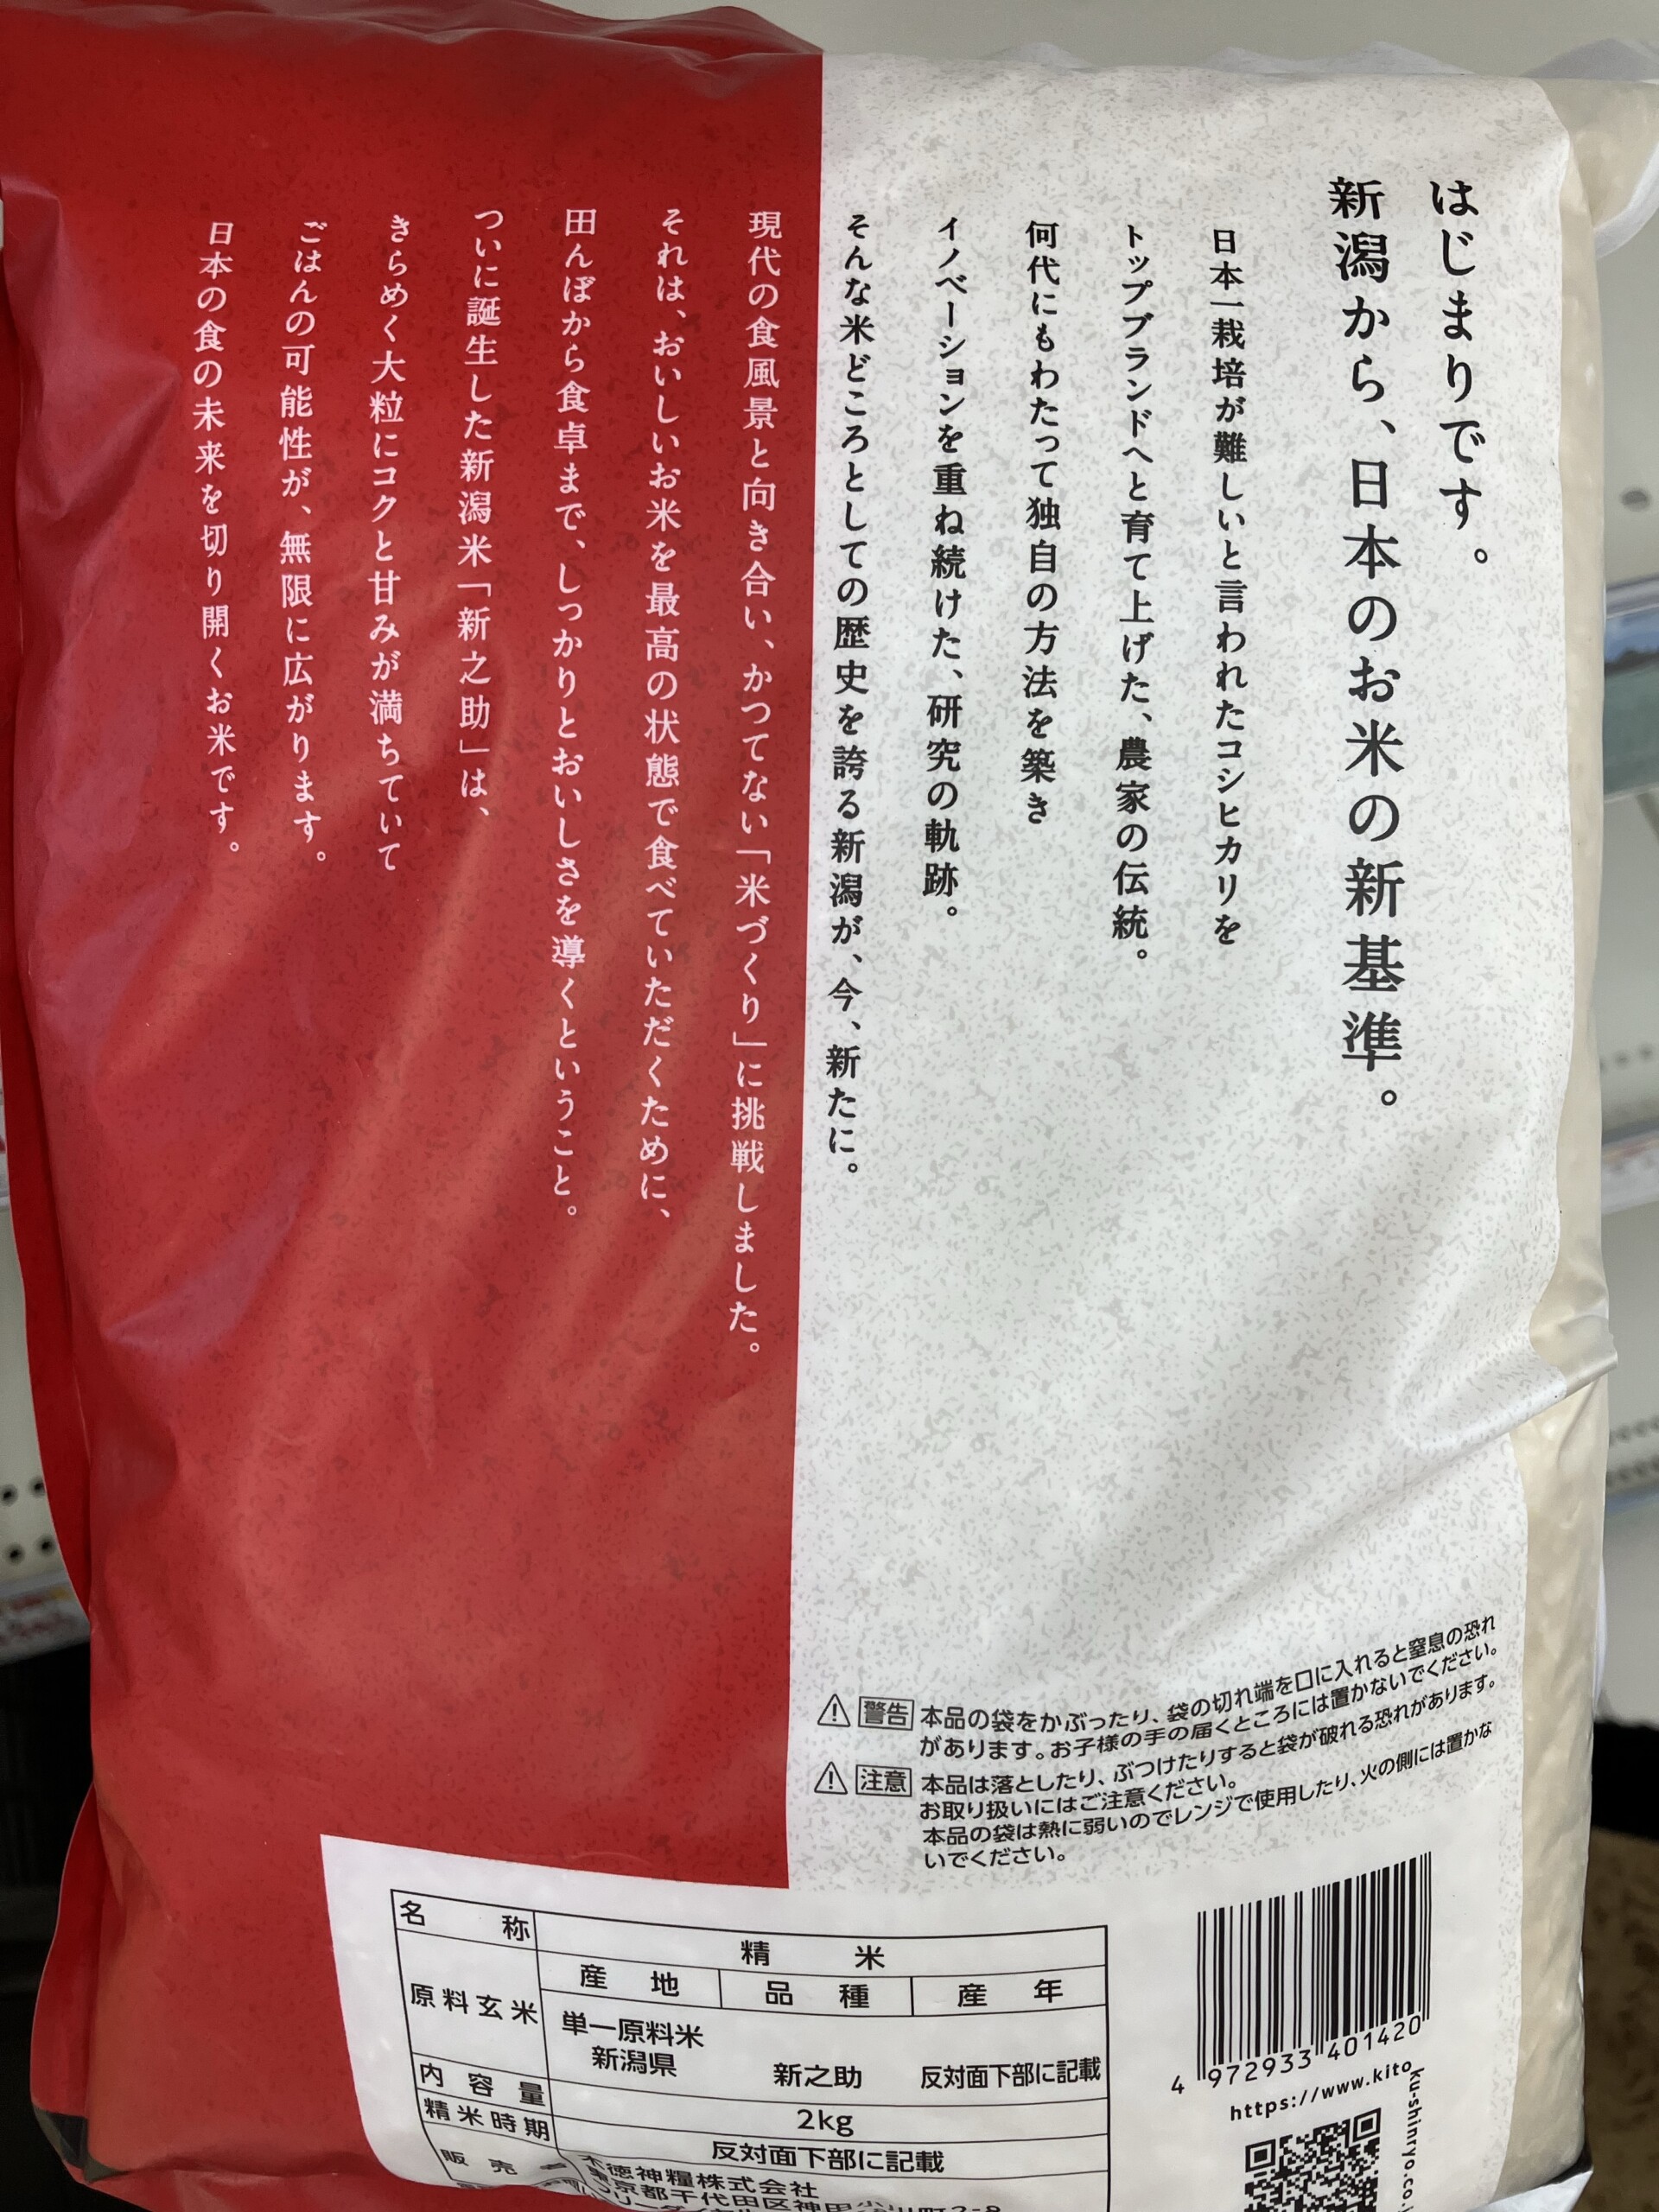 はじまりです。
新潟から、日本のお米の新基準。
日本一栽培が難しいと言われたコシヒカリを
トップブランドへと育て上げた、農家の伝統。
何代にもわたって独自の方法を築き
イノベーションを重ね続けた、研究の軌跡。
そんな米どころとしての歴史を誇る新潟が、今、新たに。
現代の食風景と向き合い、かつてない「米づくり」に挑戦しました。
それは、おいしいお米を最高の状態で食べていただくために、
田んぼから食卓まで、しっかりとおいしさを導くということ。
ついに誕生した新潟米「新之助」は、
きらめく大粒にコクと甘みが満ちていて
ごはんの可能性が、無限に広がります。
日本の食の未来を切り開くお米です。
警告 本品の袋をかぶったり、袋の切れ端を口に入れると窒息の恐れ
があります。お子様の手の届くところには置かないでください。
注意 本品は落としたり、ぶつけたりすると袋が破れる恐れがあります。
お取り扱いにはご注意ください。
本品の袋は熱に弱いのでレンジで使用したり、火の側には置かな
いでください。
名称 精米
原料玄米 産地 品種 産年
単一原料米
新潟県 新之助 反対面下部に記載
内容量 2kg
精米時期 反対面下部に記載
販売
徳神糧株式会社
東京都千代田区神田
4 972933 401420
https://www.kitoku-shinryo.co.